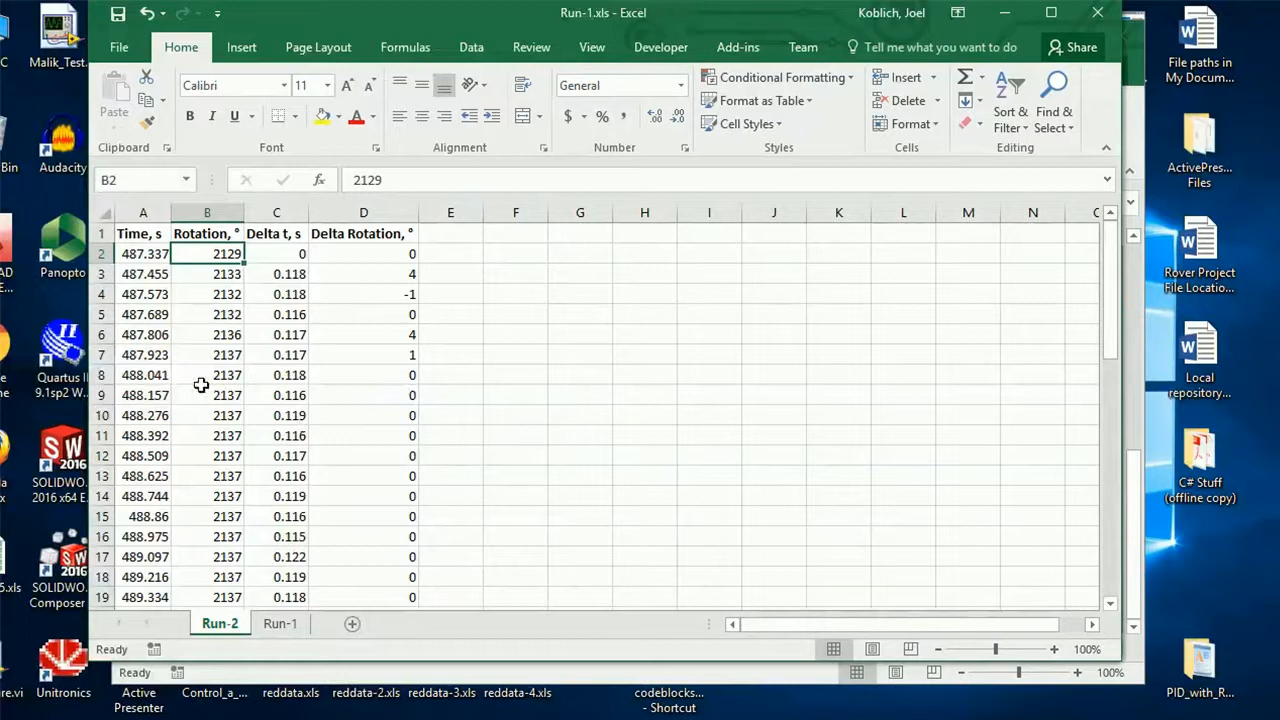 Run-1.xls - Excel
Kohlich, Joel
File
Home
Insert
Page Layout
Formulas
Data
Review
View
Developer
Add-ins
Team
Tell me what you want to do
Share
Paste
Calibri
11
General
Conditional Formatting
Format as Table
Cell Styles
Insert
Delete
Format
Sort &
Filter
Find &
Select
Clipboard
Font
Alignment
Number
Styles
Cells
Editing
B2
fx
2129
A B C D E F G H I J K L M N
1 Time, s Rotation, ° Delta t, s Delta Rotation, °
2 487.337 2129 0 0
3 487.455 2133 0.118 4
4 487.573 2132 0.118 -1
5 487.689 2132 0.116 0
6 487.806 2136 0.117 4
7 487.923 2137 0.117 1
8 488.041 2137 0.118 0
9 488.157 2137 0.116 0
10 488.276 2137 0.119 0
11 488.392 2137 0.116 0
12 488.509 2137 0.117 0
13 488.625 2137 0.116 0
14 488.744 2137 0.119 0
15 488.86 2137 0.116 0
16 488.975 2137 0.115 0
17 489.097 2137 0.122 0
18 489.216 2137 0.119 0
19 489.334 2137 0.118 0
Run-2
Run-1
Ready
100%
Ready
100%
Malik_Test.
Bin
Audacity
Panopto
Quartus II
9.1sp2 W...
SOLIDWO...
2016 x64 E...
5.xls
SOLIDWO...
Composer ...
Unitronics
Active
Presenter
Control_a_...
reddata.xls
reddata-2.xls
reddata-3.xls
reddata-4.xls
codeblocks...
- Shortcut
File paths in
My Docum...
ActivePres...
Files
Rover Project
File Locatio...
Local
repository...
C# Stuff
(offline copy)
PID_with_R...